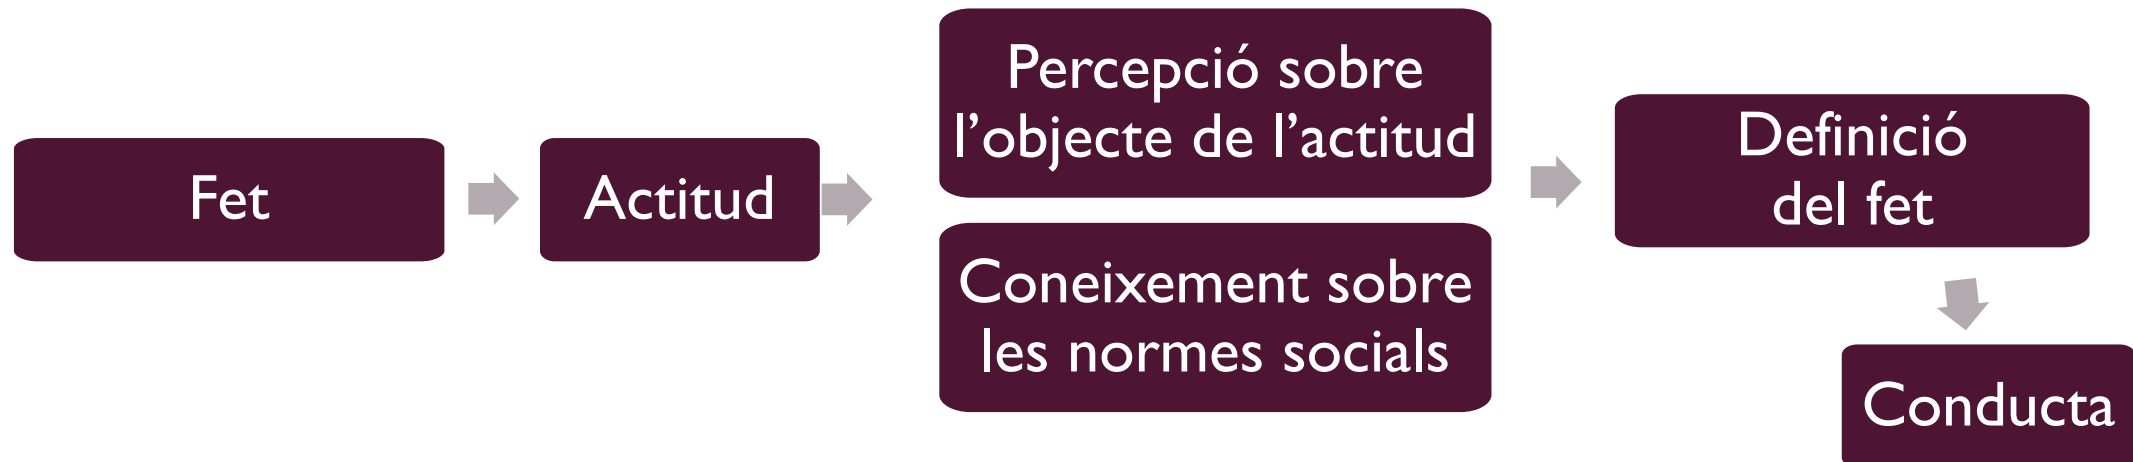 Fet
Actitud
Percepció sobre
l’objecte de l’actitud
Coneixement sobre
les normes socials
Definició
del fet
Conducta